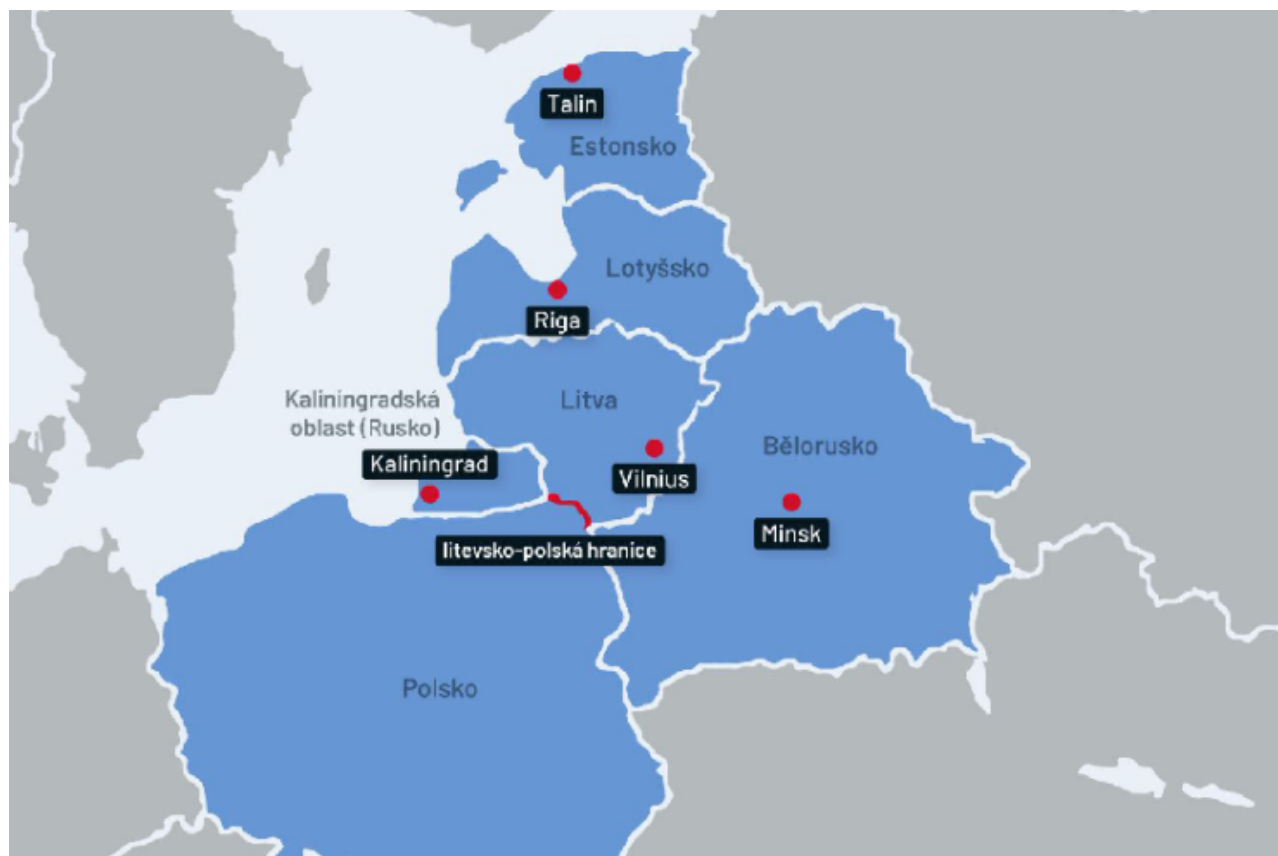 Talin
Estonsko
Lotyšsko
Riga
Kaliningradská
oblast (Rusko)
Litva
Kaliningrad
Vilnius
Bělorusko
Minsk
litevsko-polská hranice
Polsko